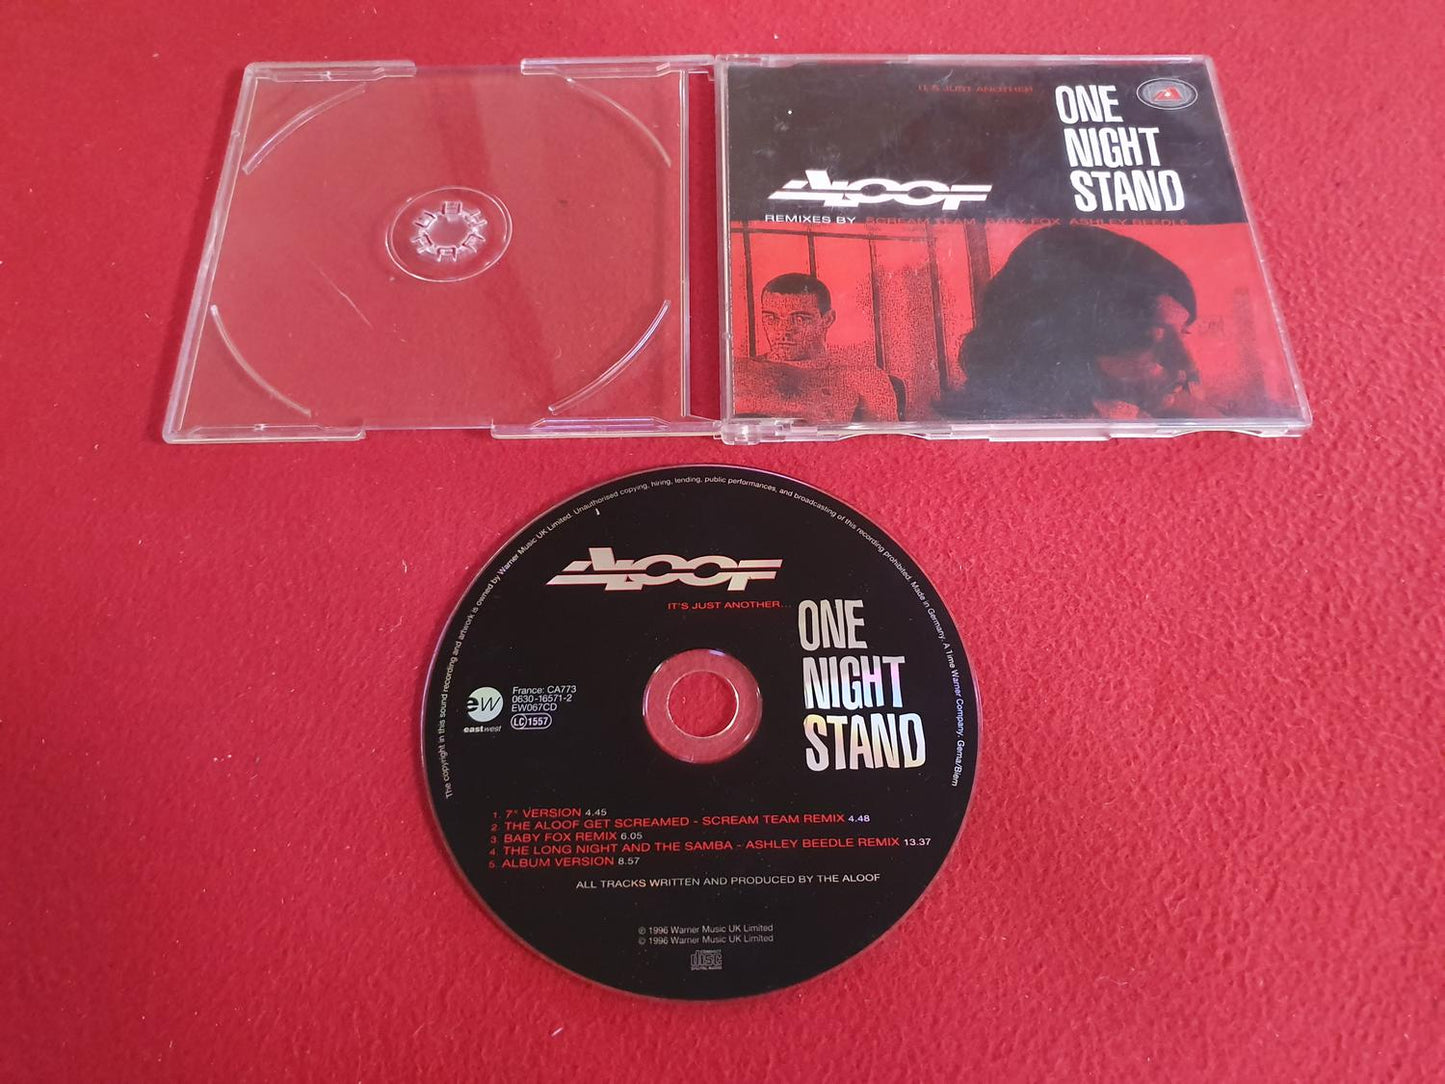 IT'S JUST ANOTHER
ONE
NIGHT
STAND
ALOOF
REMIXES BY SCREAM TEAM BABY FOX ASHLEY BEEDLE
The copyright in this sound recording and artwork is owned by Warner Music UK Limited. Unauthorised copying, hiring, lending, public performances, and broadcasting of this recording prohibited. Made in Germany. A Time Warner Company. Gema/Biem
ALOOF
IT'S JUST ANOTHER...
ONE
NIGHT
STAND
ew
eastwest
France: CA773
0630-16571-2
EW067CD
LC 1557
1. 7" VERSION 4.45
2. THE ALOOF GET SCREAMED - SCREAM TEAM REMIX 4.48
3. BABY FOX REMIX 6.05
4. THE LONG NIGHT AND THE SAMBA - ASHLEY BEEDLE REMIX 13.37
5. ALBUM VERSION 8.57
ALL TRACKS WRITTEN AND PRODUCED BY THE ALOOF
℗ 1996 Warner Music UK Limited
© 1996 Warner Music UK Limited
COMPACT
disc
DIGITAL AUDIO